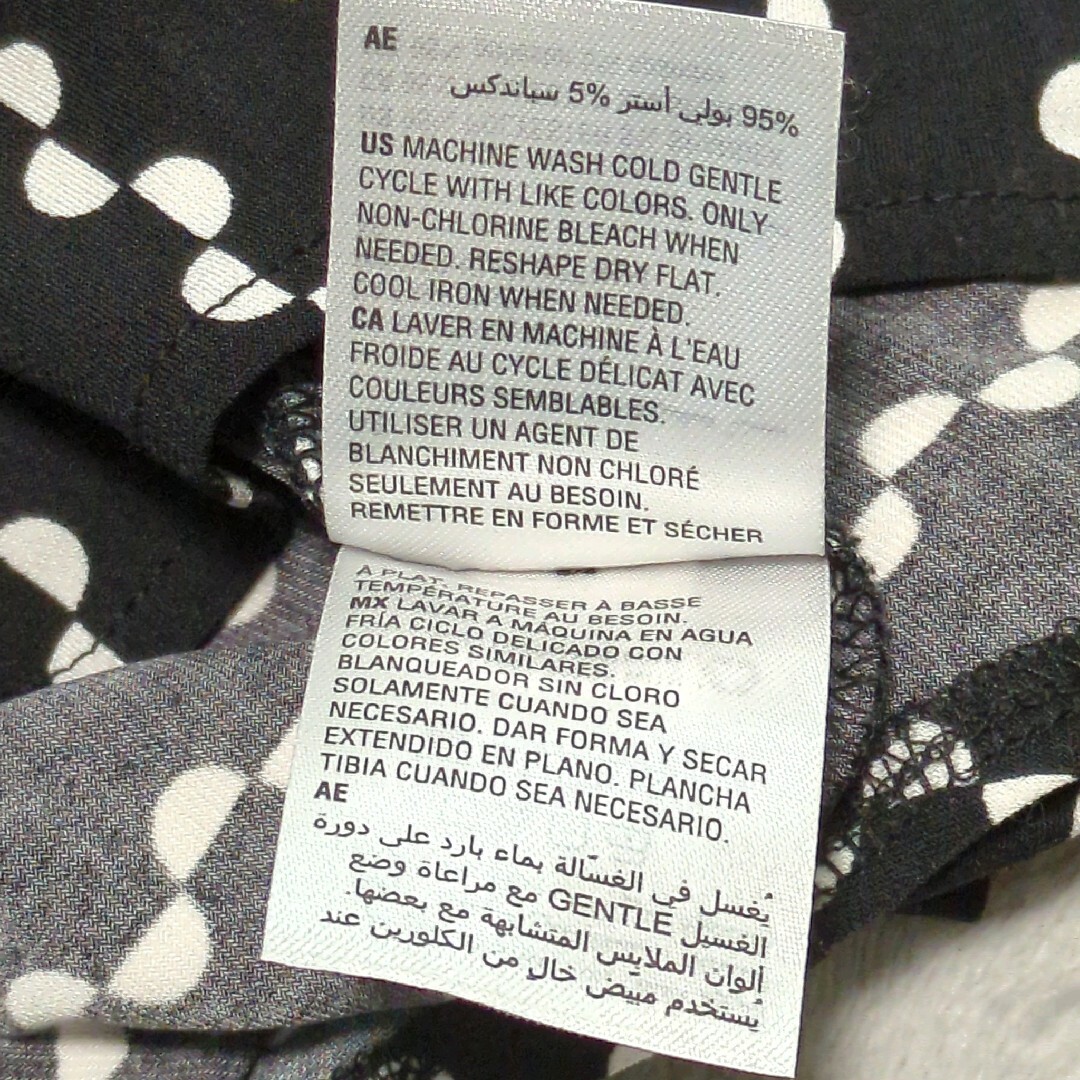 AE
95% بولي أستر 5% سباندكس
US MACHINE WASH COLD GENTLE
CYCLE WITH LIKE COLORS. ONLY
NON-CHLORINE BLEACH WHEN
NEEDED. RESHAPE DRY FLAT.
COOL IRON WHEN NEEDED.
CA LAVER EN MACHINE À L'EAU
FROIDE AU CYCLE DÉLICAT AVEC
COULEURS SEMBLABLES.
UTILISER UN AGENT DE
BLANCHIMENT NON CHLORÉ
SEULEMENT AU BESOIN.
REMETTRE EN FORME ET SÉCHER
À PLAT. REPASSER À BASSE
TEMPÉRATURE AU BESOIN.
MX LAVAR A MÁQUINA EN AGUA
FRÍA CICLO DELICADO CON
COLORES SIMILARES.
BLANQUEADOR SIN CLORO
SOLAMENTE CUANDO SEA
NECESARIO. DAR FORMA Y SECAR
EXTENDIDO EN PLANO. PLANCHA
TIBIA CUANDO SEA NECESARIO.
AE
يُغسل في الغسّالة بماء بارد على دورة
الغسيل GENTLE مع مراعاة وضع
ألوان الملابس المتشابهة مع بعضها.
يُستخدم مبيض خالٍ من الكلورين عند